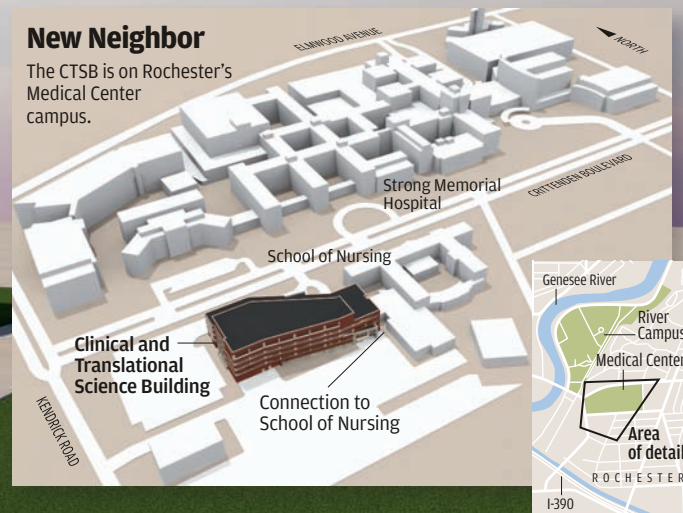 New Neighbor
The CTSB is on Rochester's
Medical Center
campus.
ELMWOOD AVENUE
NORTH
CRITTENDEN BOULEVARD
Strong Memorial
Hospital
School of Nursing
Clinical and
Translational
Science Building
Connection to
School of Nursing
KENDRICK ROAD
Genesee River
River
Campus
Medical Center
Area
of detail
ROCHESTER
I-390